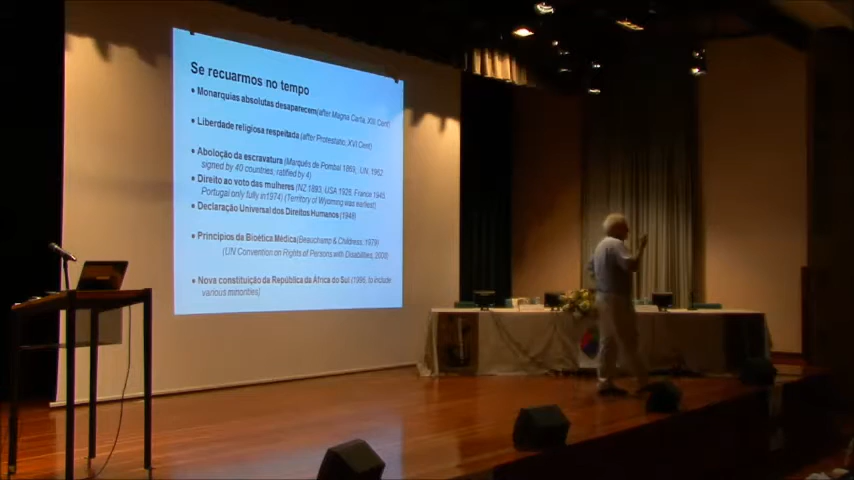 Se recuarmos no tempo
• Monarquias absolutas desaparecem(after Magna Carta, XIII Cent)
• Liberdade religiosa respeitada (after Protestatio, XVI Cent)
• Aboloção da escravatura (Marquês de Pombal 1869, UN, 1962
signed by 40 countries; ratified by 4)
• Direito ao voto das mulheres (NZ 1893, USA 1928, France 1945
Portugal only fully in1974) (Territory of Wyoming was earliest)
• Declaração Universal dos Direitos Humanos (1948)
• Princípios da Bioética Médica(Beauchamp & Childress, 1979)
(UN Convention on Rights of Persons with Disabilities, 2006)
• Nova constituição da República da África do Sul (1996, to include
various minorities)